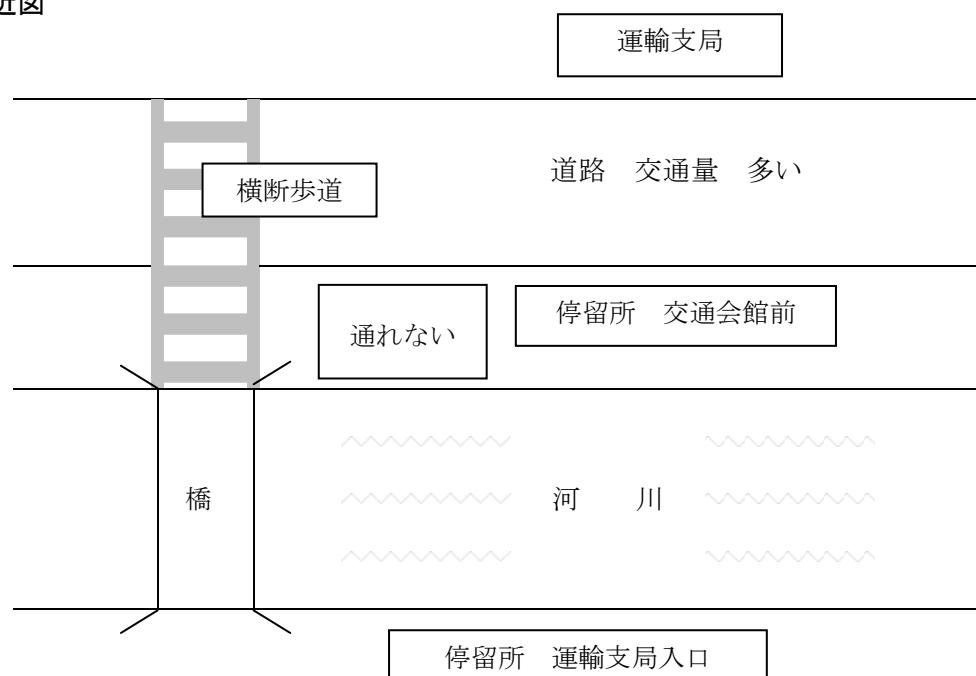 近図
運輸支局
道路　交通量　多い
横断歩道
停留所　交通会館前
通れない
橋
河　川
停留所　運輸支局入口